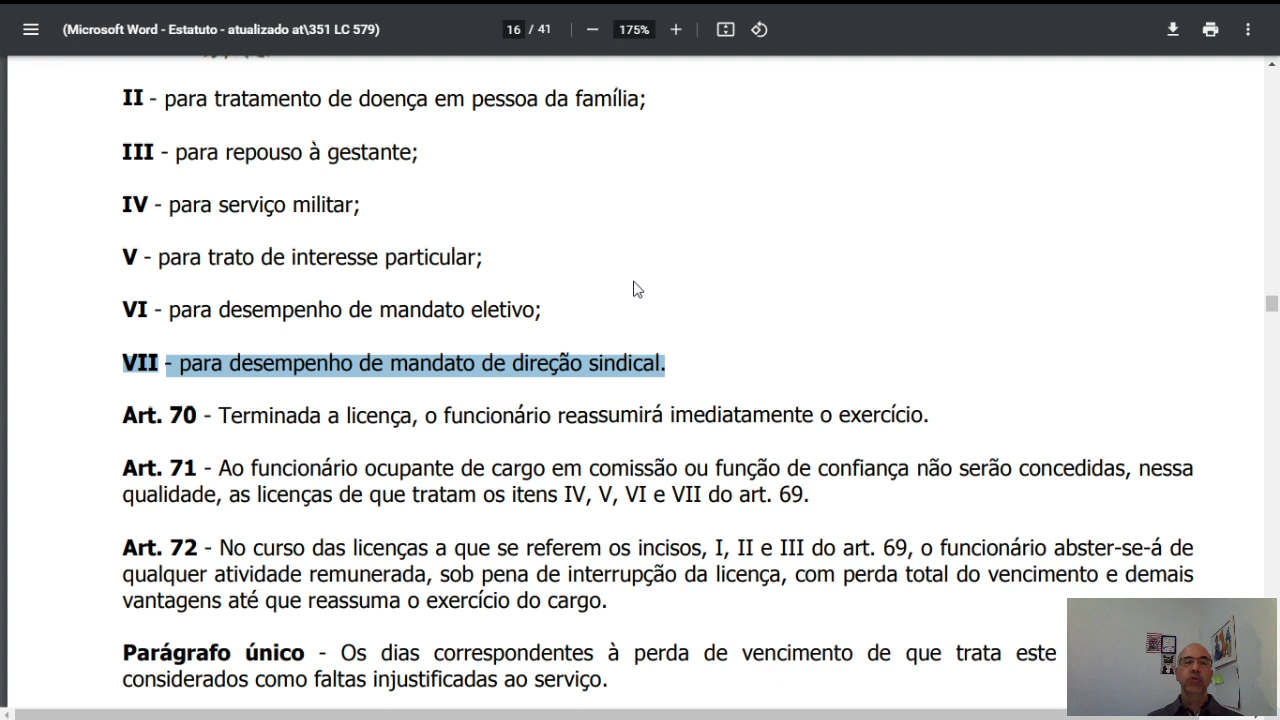 (Microsoft Word - Estatuto - atualizado at\351 LC 579)
16 / 41
175%
II - para tratamento de doença em pessoa da família;
III - para repouso à gestante;
IV - para serviço militar;
V - para trato de interesse particular;
VI - para desempenho de mandato eletivo;
VII - para desempenho de mandato de direção sindical.
Art. 70 - Terminada a licença, o funcionário reassumirá imediatamente o exercício.
Art. 71 - Ao funcionário ocupante de cargo em comissão ou função de confiança não serão concedidas, nessa
qualidade, as licenças de que tratam os itens IV, V, VI e VII do art. 69.
Art. 72 - No curso das licenças a que se referem os incisos, I, II e III do art. 69, o funcionário abster-se-á de
qualquer atividade remunerada, sob pena de interrupção da licença, com perda total do vencimento e demais
vantagens até que reassuma o exercício do cargo.
Parágrafo único - Os dias correspondentes à perda de vencimento de que trata este
considerados como faltas injustificadas ao serviço.